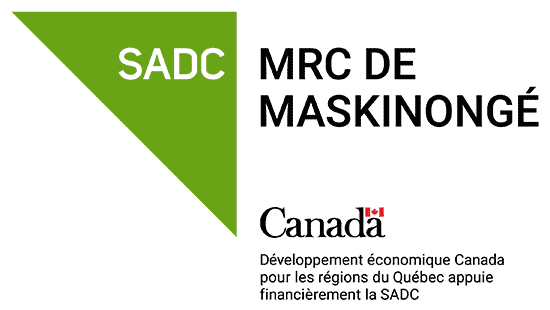 SADC
MRC DE
MASKINONGÉ
Canada
Développement économique Canada
pour les régions du Québec appuie
financièrement la SADC